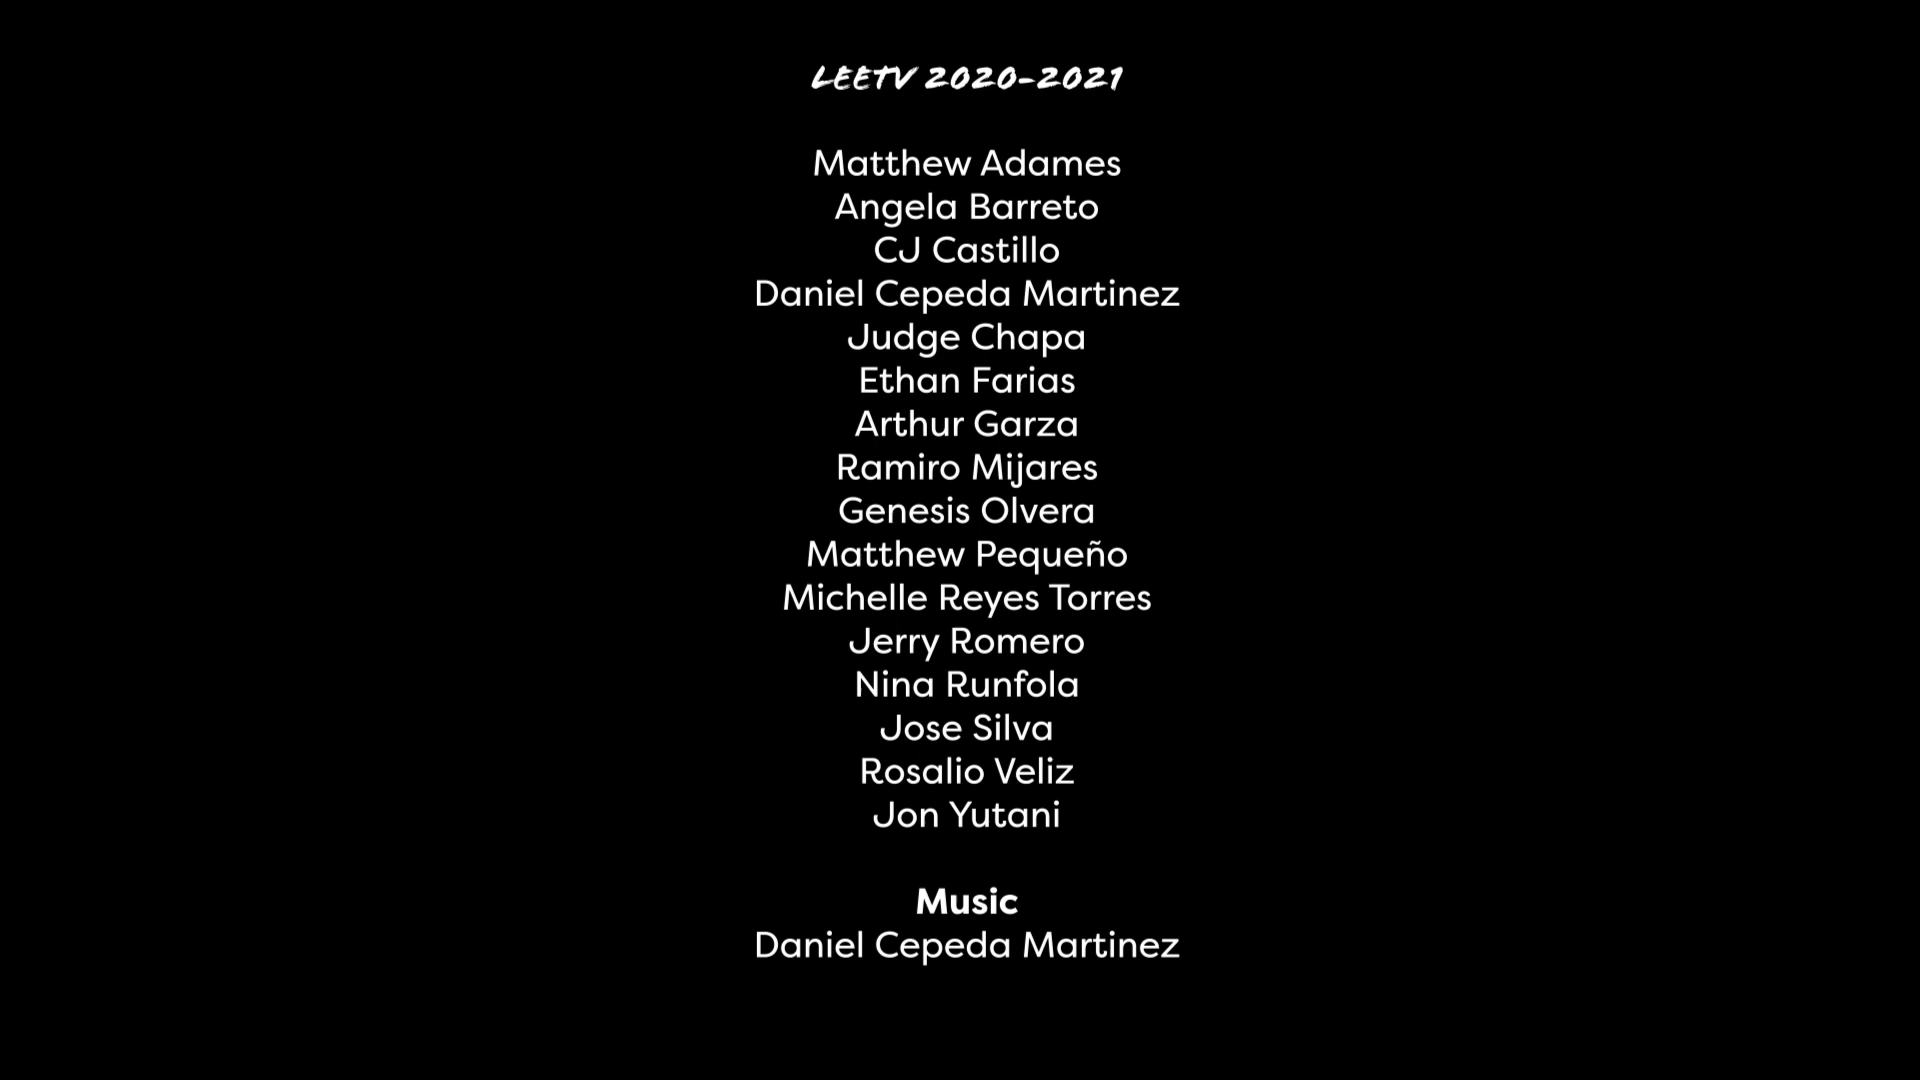 LEETV 2020-2021
Matthew Adames
Angela Barreto
CJ Castillo
Daniel Cepeda Martinez
Judge Chapa
Ethan Farias
Arthur Garza
Ramiro Mijares
Genesis Olvera
Matthew Pequeño
Michelle Reyes Torres
Jerry Romero
Nina Runfola
Jose Silva
Rosalio Veliz
Jon Yutani
Music
Daniel Cepeda Martinez